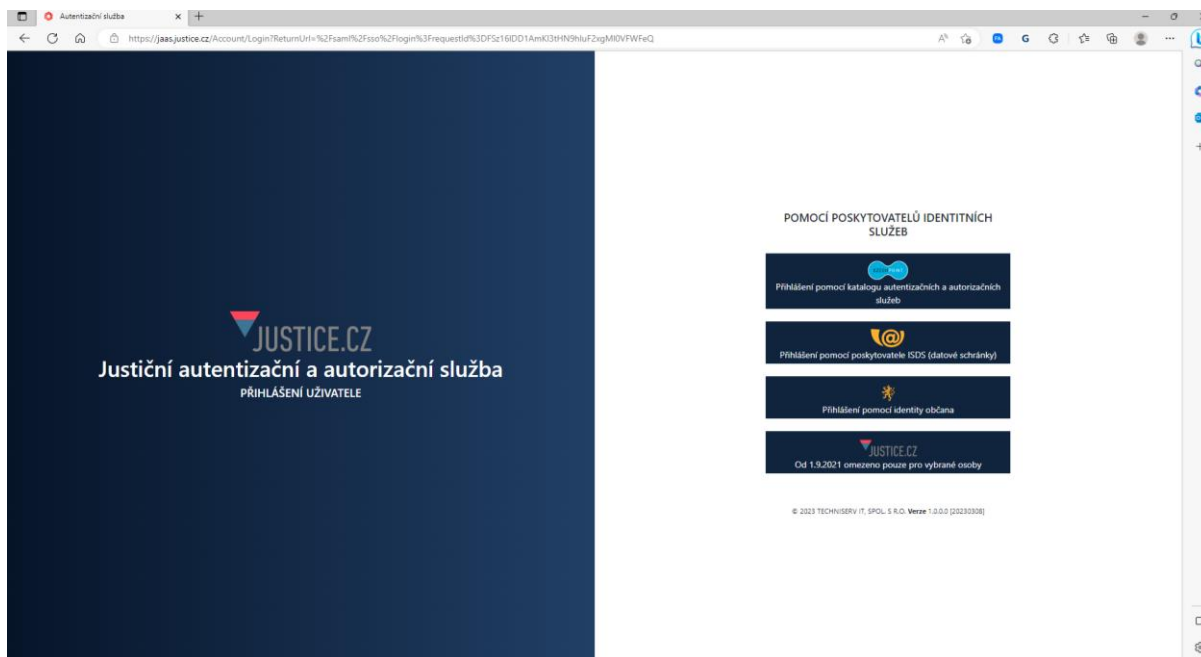 Autentizační služba
https://jaas.justice.cz/Account/Login?ReturnUrl=%2Fsaml%2Fsso%2Flogin%3FrequestId%3DFSz16IDD1AmKl3tHN9hluF2xgMI0VFWFeQ
POMOCÍ POSKYTOVATELŮ IDENTITNÍCH
SLUŽEB
Přihlášení pomocí katalogu autentizačních a autorizačních
služeb
Přihlášení pomocí poskytovatele ISDS (datové schránky)
Přihlášení pomocí identity občana
JUSTICE.CZ
Od 1.9.2021 omezeno pouze pro vybrané osoby
© 2023 TECHNISERV IT, SPOL. S R.O. Verze 1.0.0.0 [20230308]
JUSTICE.CZ
Justiční autentizační a autorizační služba
PŘIHLÁŠENÍ UŽIVATELE